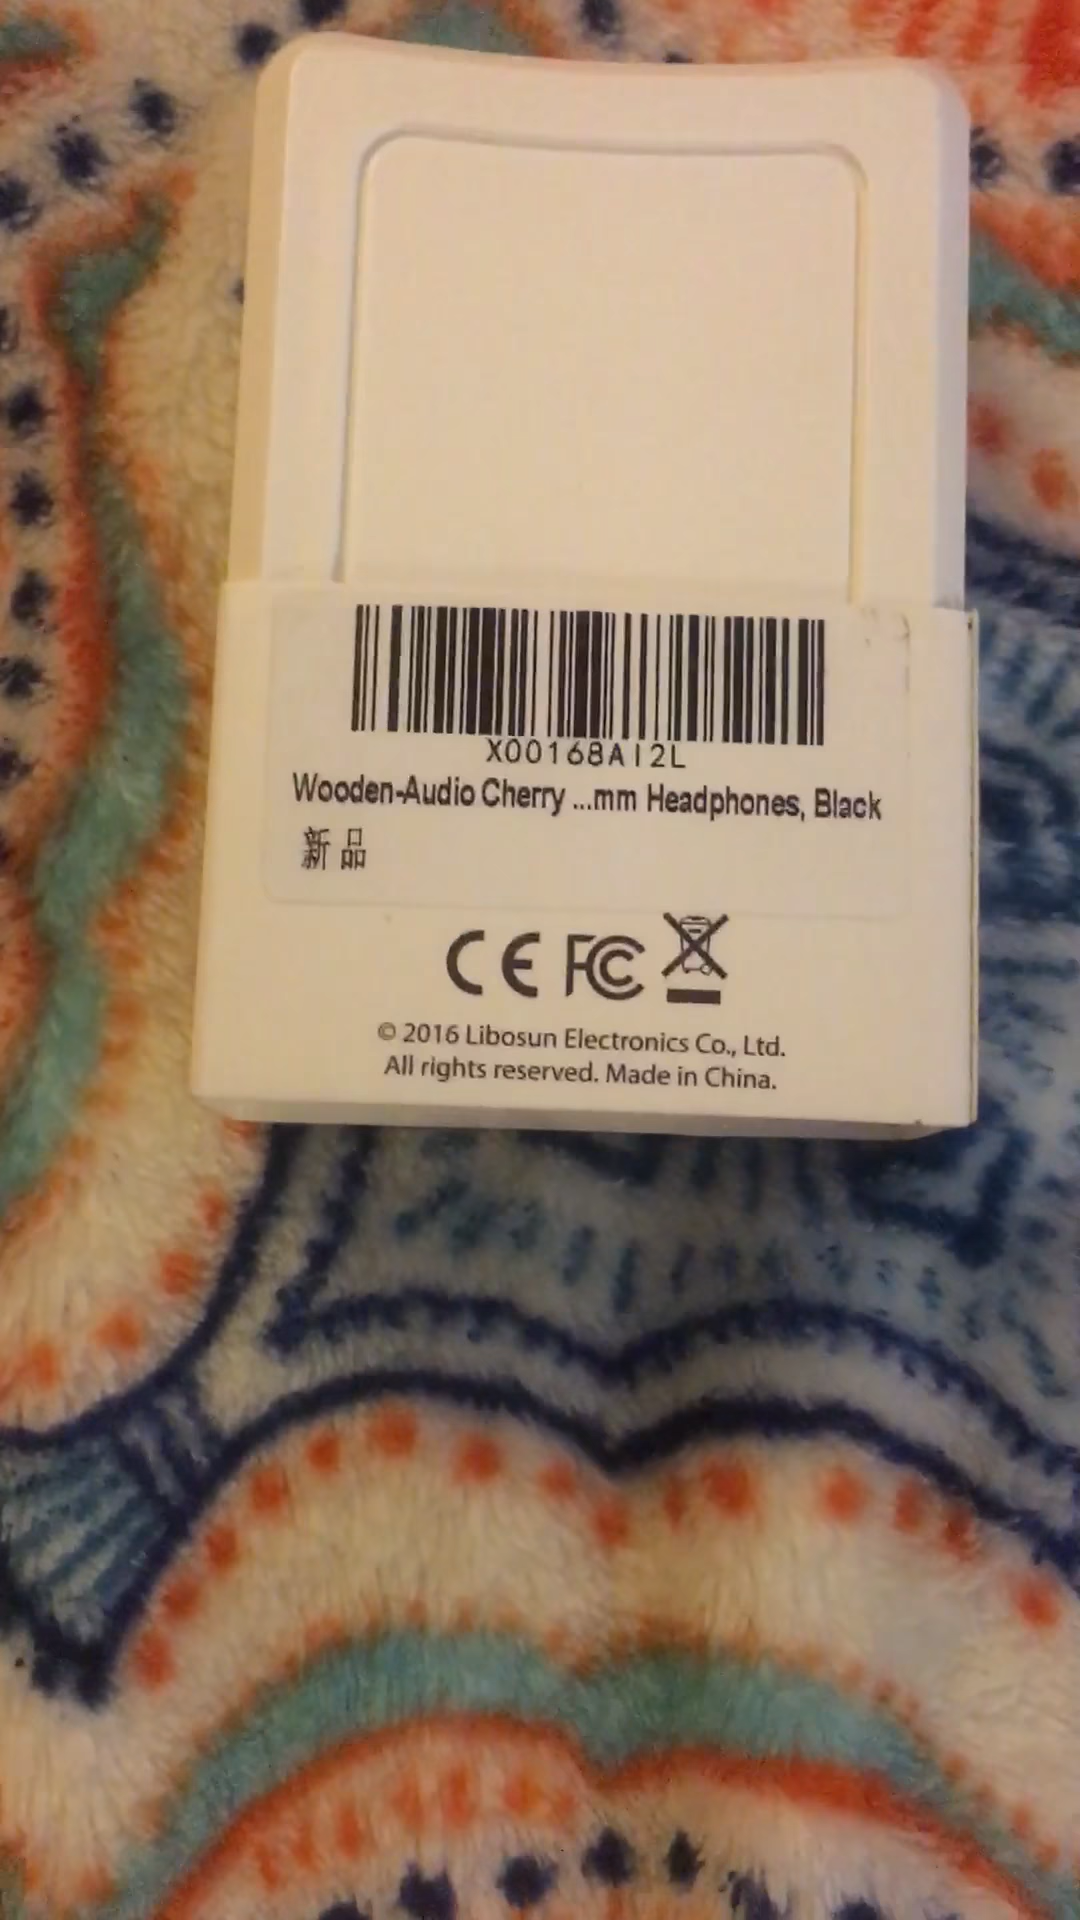 X00168AI2L
Wooden-Audio Cherry ...mm Headphones, Black
新品
CE FC
© 2016 Libosun Electronics Co., Ltd.
All rights reserved. Made in China.